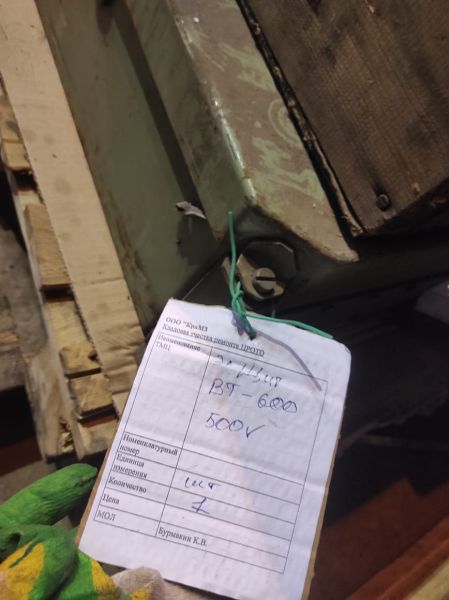 ООО "КраМЗ
Кладовая участка ремонта ЦРОТО
Наименование
ТМЦ
ВТ-600
500v
Номенклатурный
номер
Единица
измерения
шт
Количество
1
Цена
МОЛ
Бурмакин К.В.